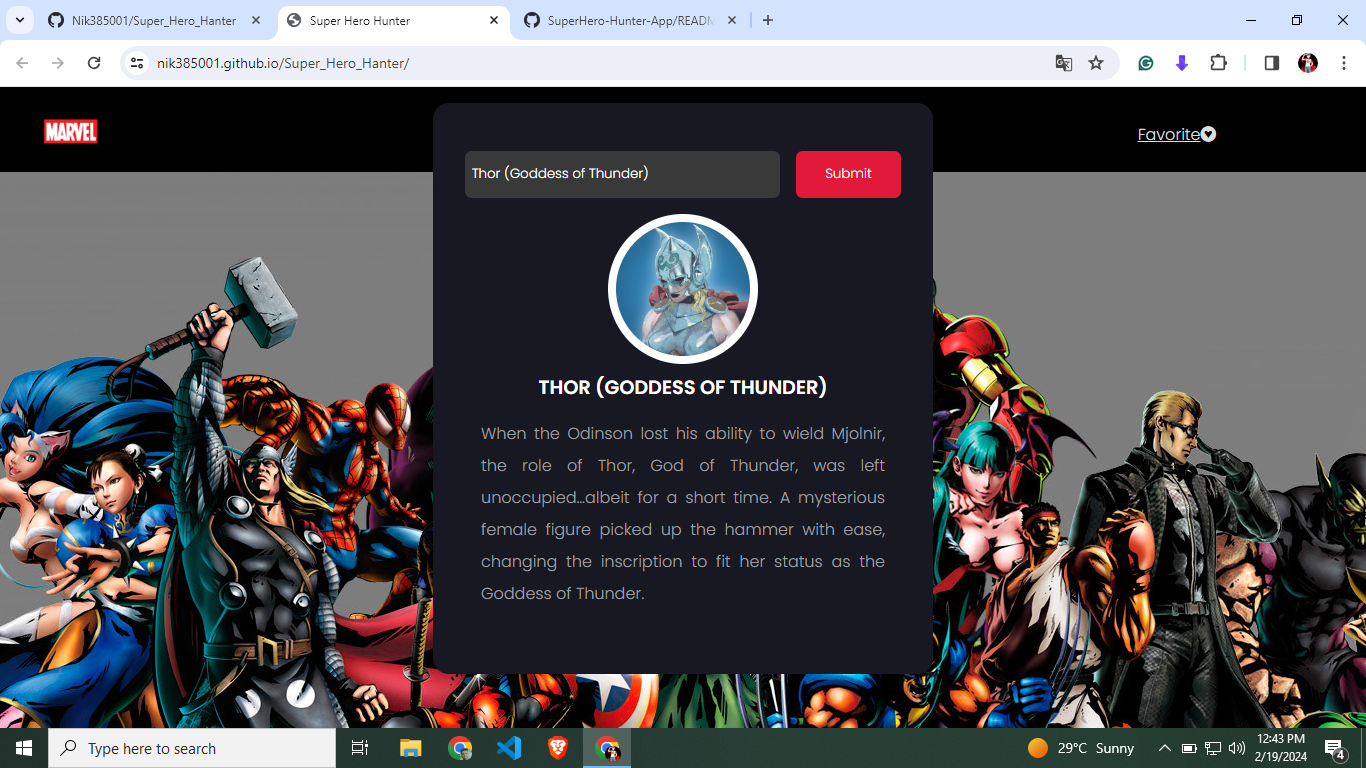 Nik385001/Super_Hero_Hanter
Super Hero Hunter
SuperHero-Hunter-App/READM
nik385001.github.io/Super_Hero_Hanter/
MARVEL
Favorite
Thor (Goddess of Thunder)
Submit
THOR (GODDESS OF THUNDER)
When the Odinson lost his ability to wield Mjolnir,
the role of Thor, God of Thunder, was left
unoccupied...albeit for a short time. A mysterious
female figure picked up the hammer with ease,
changing the inscription to fit her status as the
Goddess of Thunder.
Type here to search
29°C Sunny
12:43 PM
2/19/2024
4